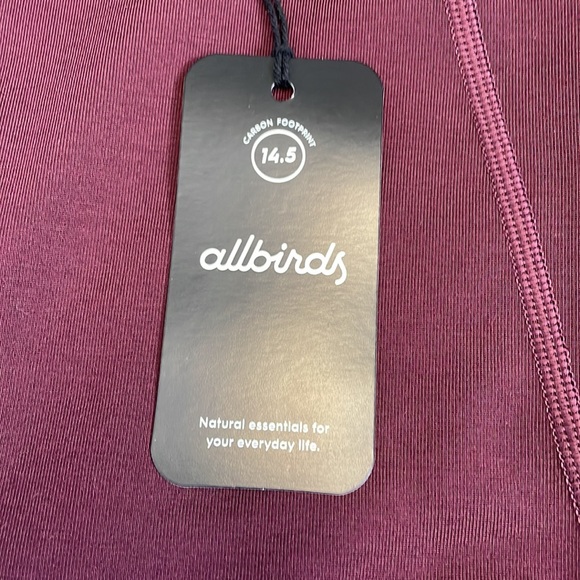 CARBON FOOTPRINT
14.5
allbirds
Natural essentials for
your everyday life.